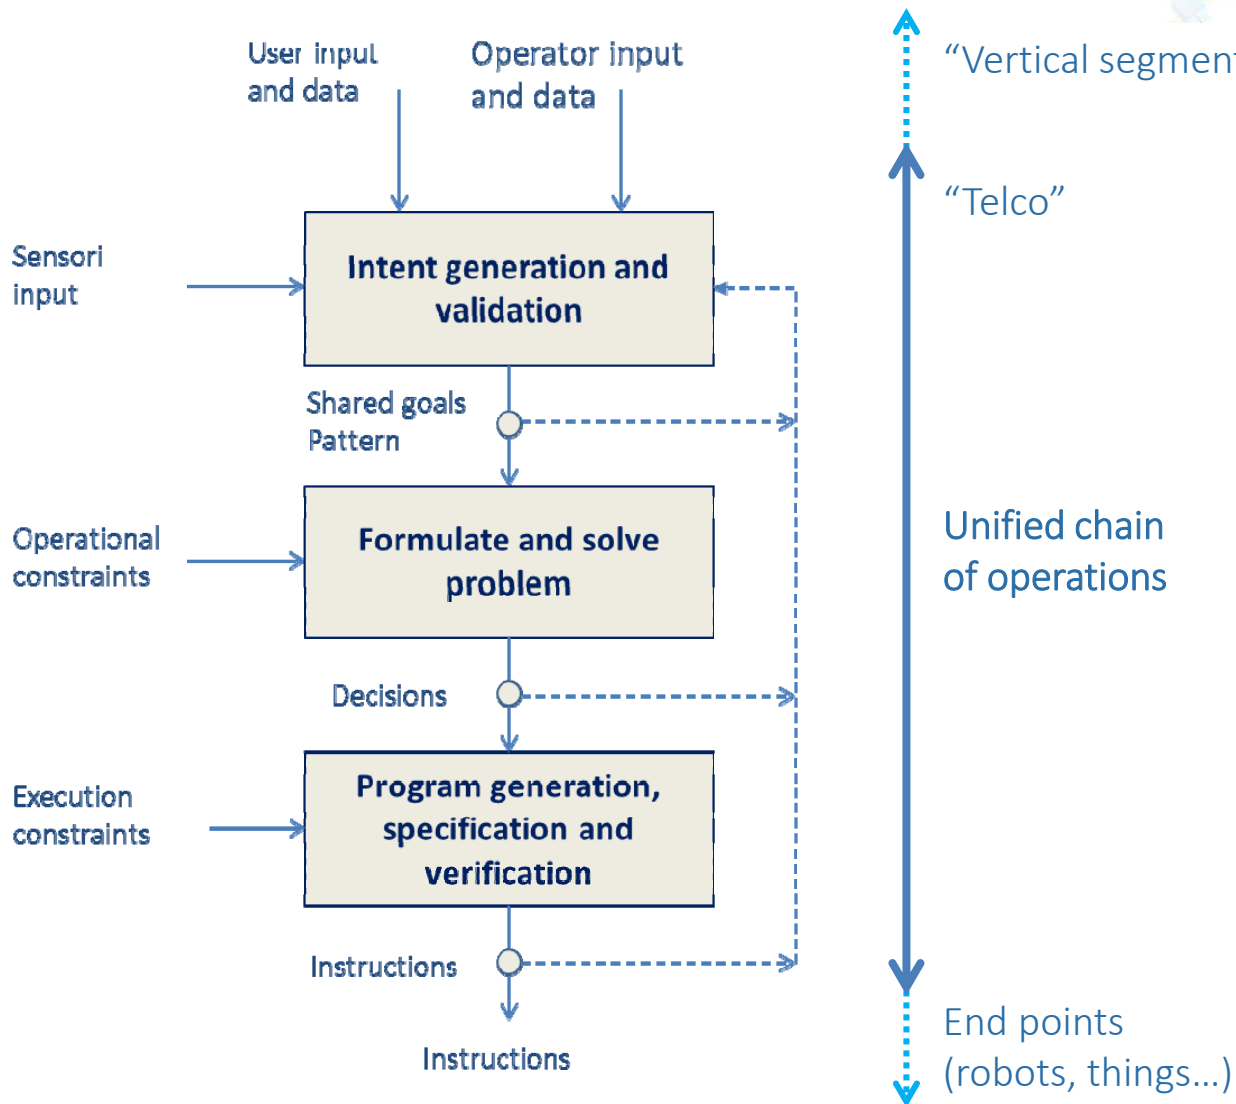 User input
and data
Operator input
and data
"Vertical segment
"Telco"
Sensori
input
Intent generation and
validation
Shared goals
Pattern
Operational
constraints
Formulate and solve
problem
Unified chain
of operations
Decisions
Execution
constraints
Program generation,
specification and
verification
Instructions
Instructions
End points
(robots, things...)